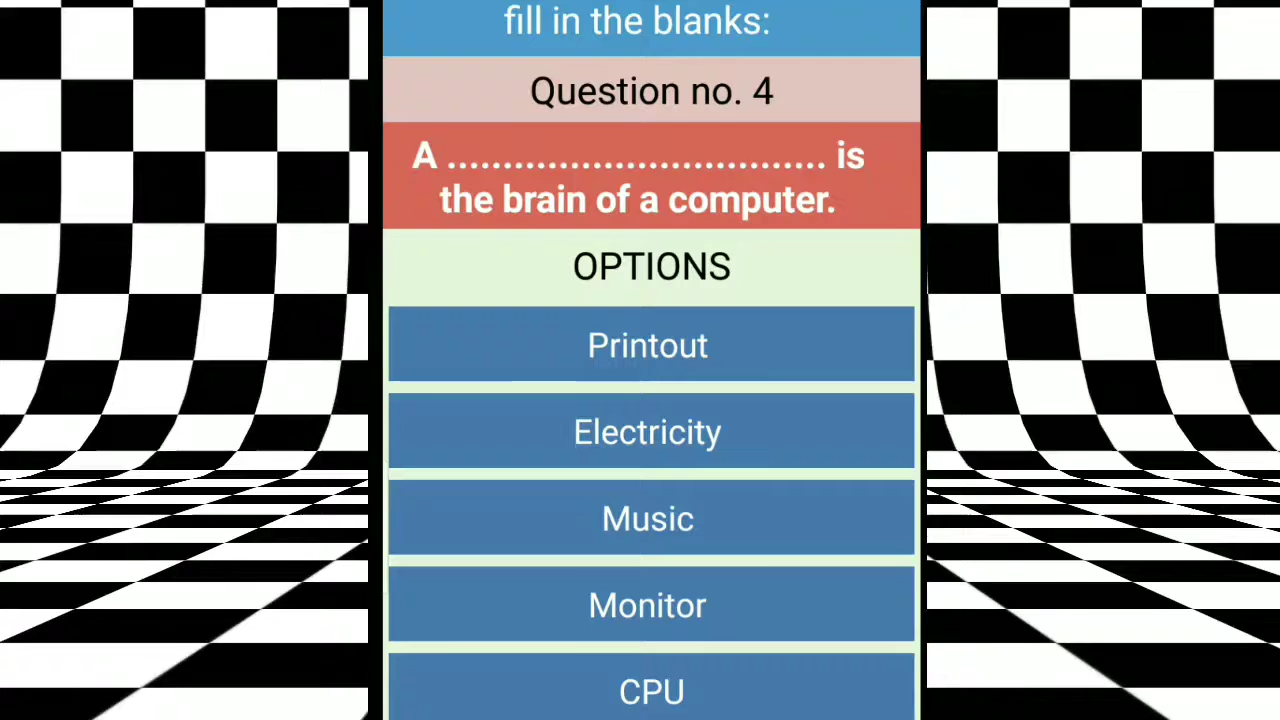 fill in the blanks:
Question no. 4
A .................................. is
the brain of a computer.
OPTIONS
Printout
Electricity
Music
Monitor
CPU